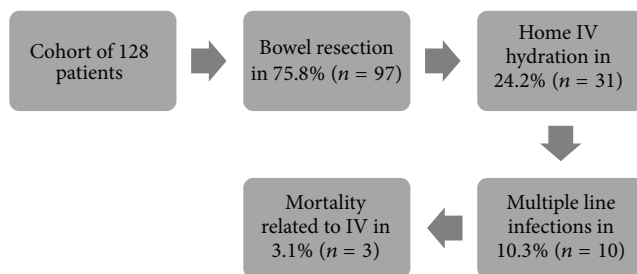 Cohort of 128
patients
Bowel resection
in 75.8% (n = 97)
Home IV
hydration in
24.2% (n = 31)
Multiple line
infections in
10.3% (n = 10)
Mortality
related to IV in
3.1% (n = 3)